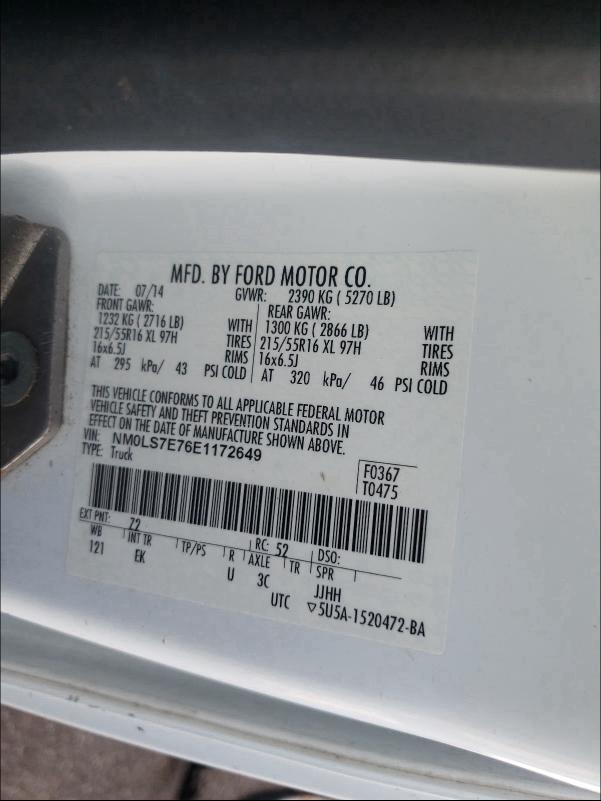 MFD. BY FORD MOTOR CO.
DATE: 07/14 GVWR: 2390 KG ( 5270 LB)
FRONT GAWR: REAR GAWR:
1232 KG ( 2716 LB) WITH 1300 KG ( 2866 LB) WITH
215/55R16 XL 97H TIRES 215/55R16 XL 97H TIRES
16x6.5J RIMS 16x6.5J RIMS
AT 295 kPa/ 43 PSI COLD AT 320 kPa/ 46 PSI COLD
THIS VEHICLE CONFORMS TO ALL APPLICABLE FEDERAL MOTOR
VEHICLE SAFETY AND THEFT PREVENTION STANDARDS IN
EFFECT ON THE DATE OF MANUFACTURE SHOWN ABOVE.
VIN: NM0LS7E76E1172649
TYPE: Truck
F0367
T0475
EXT PNT: 72 RC: 52 DSO:
WB INT TR TP/PS R AXLE TR SPR
121 EK U 3C JJHH
UTC ▽5U5A-1520472-BA